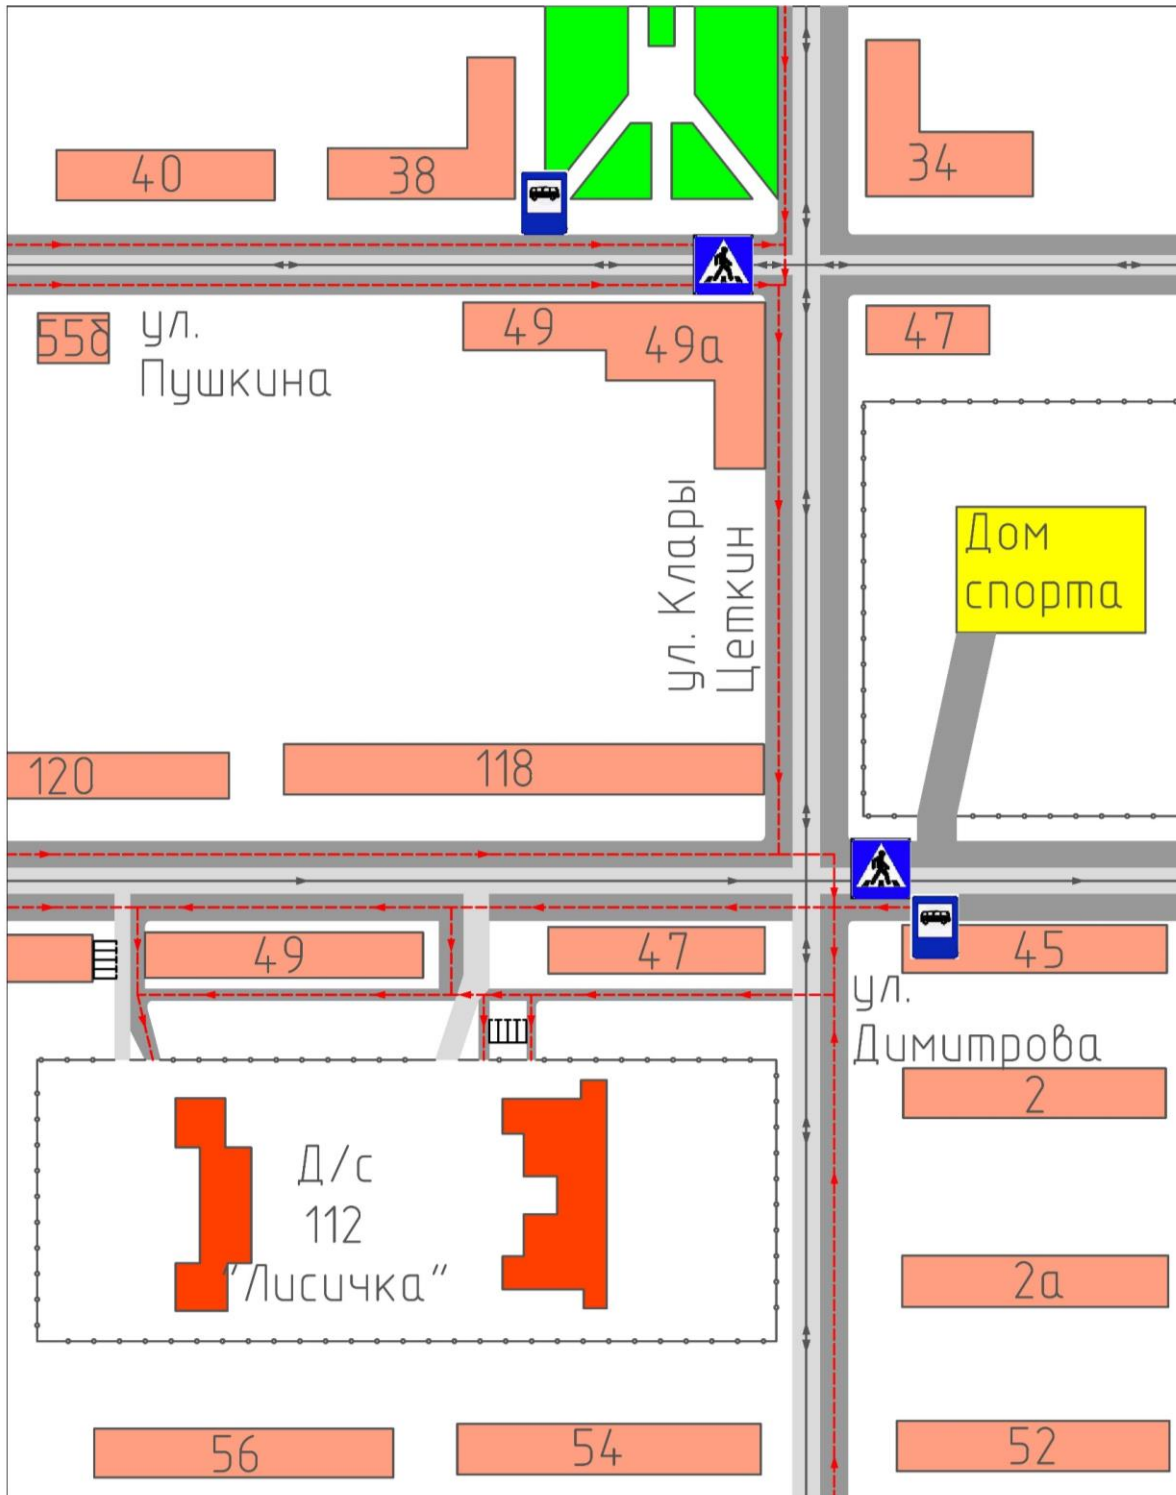 40
38
34
55б
ул.
Пушкина
49
49а
47
ул. Клары
Цеткин
Дом
спорта
120
118
49
47
45
ул.
Димитрова
2
Д/с
112
"Лисичка"
2а
56
54
52